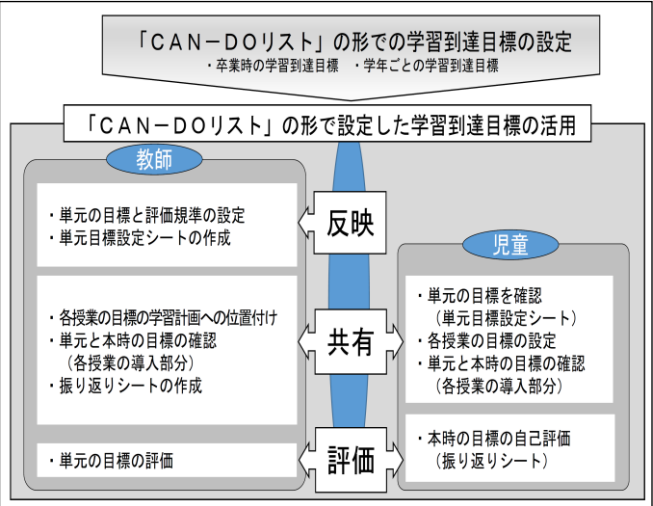 「CAN－DOリスト」の形での学習到達目標の設定
・卒業時の学習到達目標 ・学年ごとの学習到達目標
「CAN－DOリスト」の形で設定した学習到達目標の活用
教師
・単元の目標と評価規準の設定
・単元目標設定シートの作成
反映
児童
・各授業の目標の学習計画への位置付け
・単元と本時の目標の確認
（各授業の導入部分）
・振り返りシートの作成
共有
・単元の目標を確認
（単元目標設定シート）
・各授業の目標の設定
・単元と本時の目標の確認
（各授業の導入部分）
・単元の目標の評価
評価
・本時の目標の自己評価
（振り返りシート）